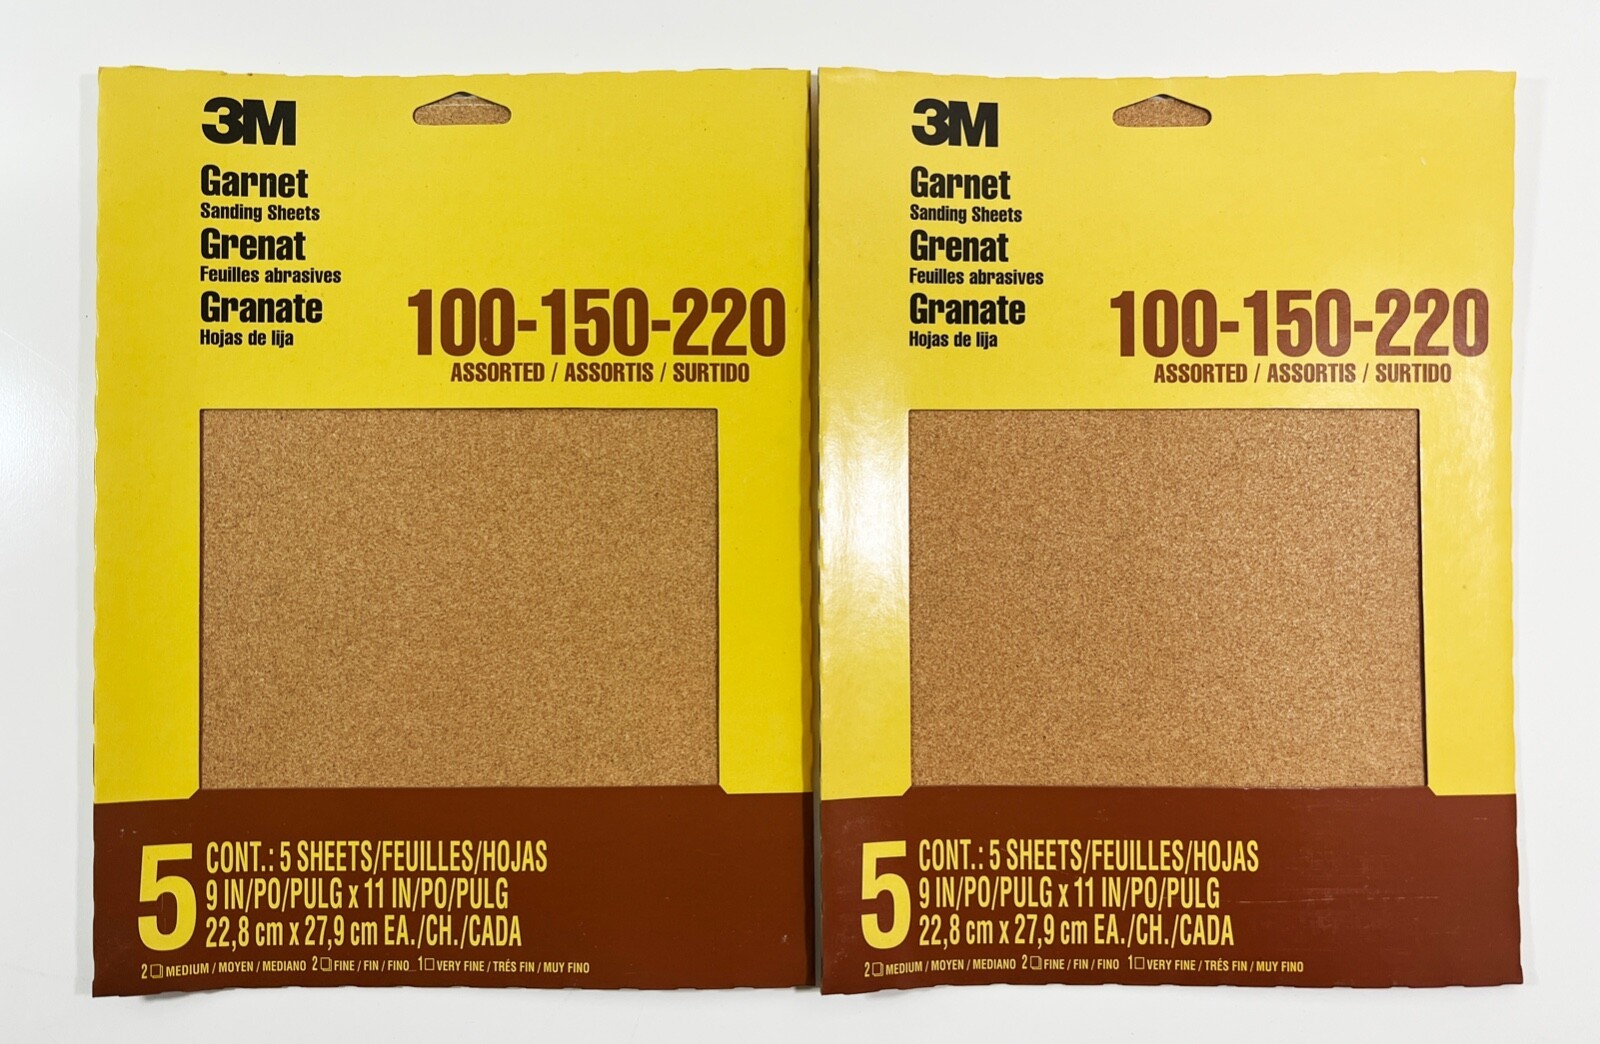 3M
Garnet
Sanding Sheets
Grenat
Feuilles abrasives
Granate
Hojas de lija
100-150-220
ASSORTED / ASSORTIS / SURTIDO
5
CONT.: 5 SHEETS/FEUILLES/HOJAS
9 IN/PO/PULG x 11 IN/PO/PULG
22,8 cm x 27,9 cm EA./CH./CADA
2 MEDIUM / MOYEN / MEDIANO 2 FINE / FIN / FINO 1 VERY FINE / TRÉS FIN / MUY FINO
3M
Garnet
Sanding Sheets
Grenat
Feuilles abrasives
Granate
Hojas de lija
100-150-220
ASSORTED / ASSORTIS / SURTIDO
5
CONT.: 5 SHEETS/FEUILLES/HOJAS
9 IN/PO/PULG x 11 IN/PO/PULG
22,8 cm x 27,9 cm EA./CH./CADA
2 MEDIUM / MOYEN / MEDIANO 2 FINE / FIN / FINO 1 VERY FINE / TRÉS FIN / MUY FINO